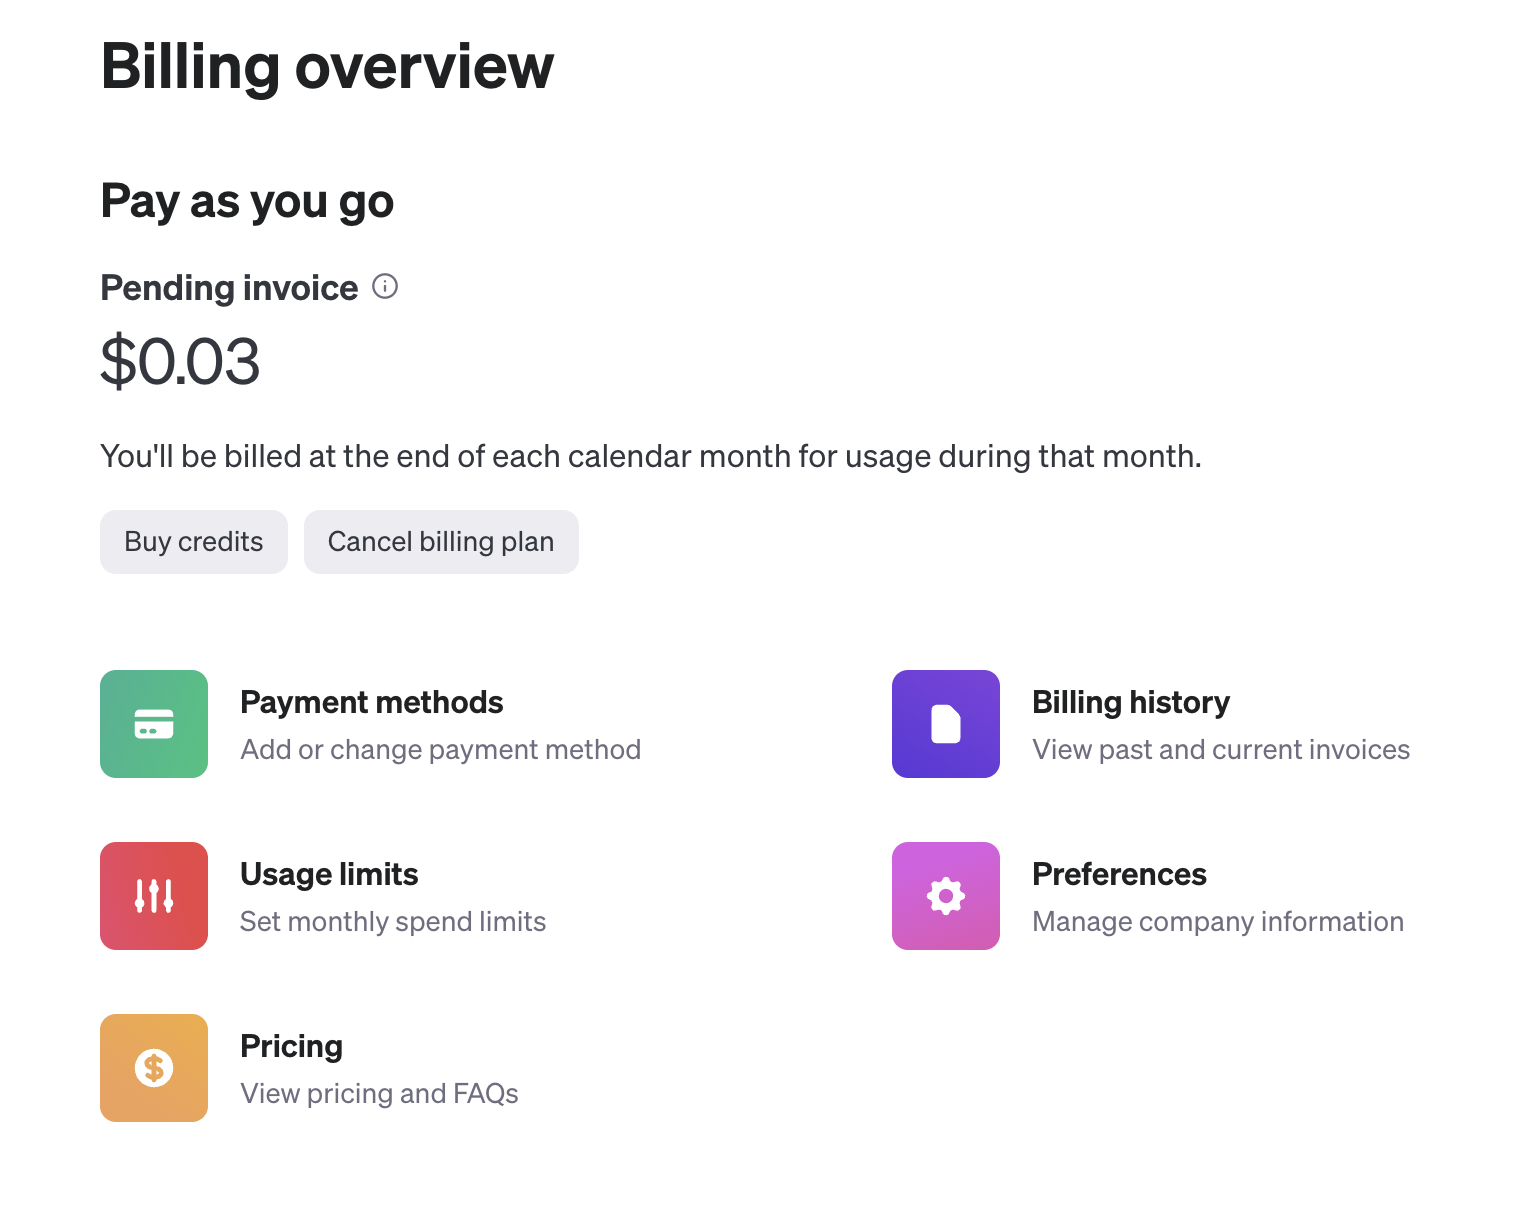 Billing overview
Pay as you go
Pending invoice
$0.03
You'll be billed at the end of each calendar month for usage during that month.
Buy credits
Cancel billing plan
Payment methods
Add or change payment method
Billing history
View past and current invoices
Usage limits
Set monthly spend limits
Preferences
Manage company information
Pricing
View pricing and FAQs